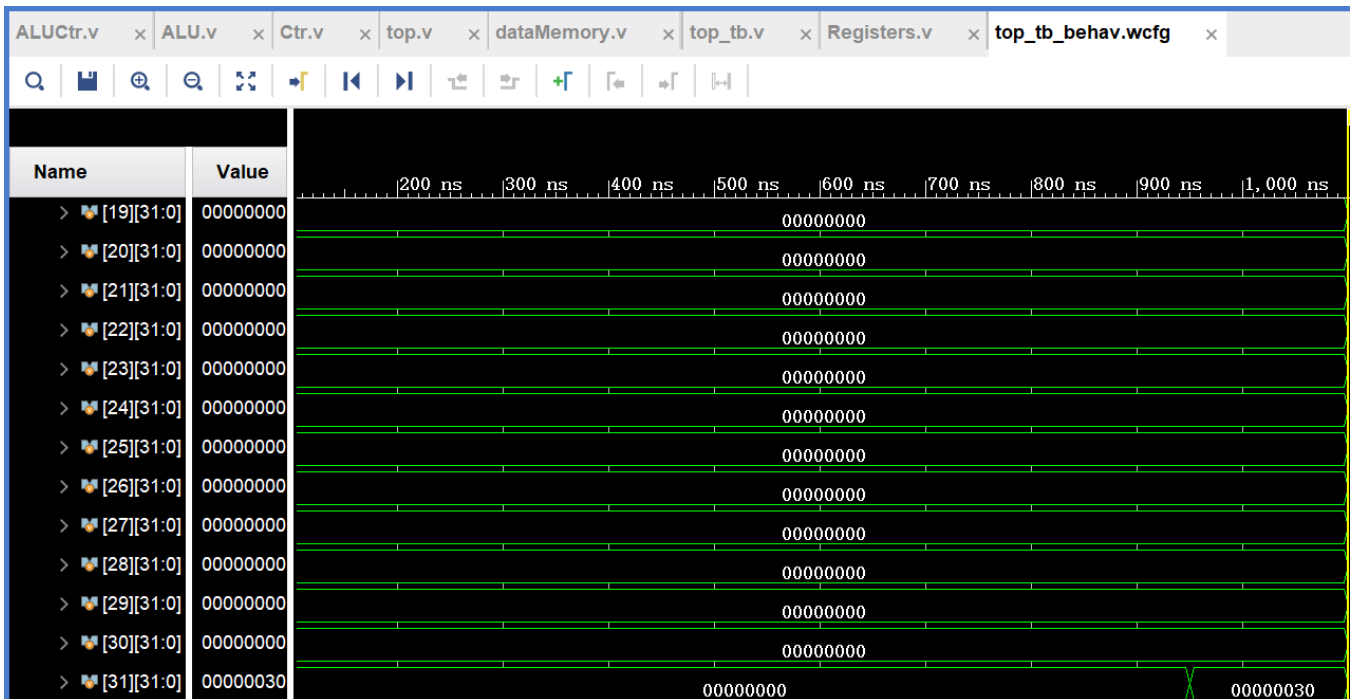 ALUCtr.v × ALU.v × Ctr.v × top.v × dataMemory.v × top_tb.v × Registers.v × top_tb_behav.wcfg ×
Name Value 200 ns 300 ns 400 ns 500 ns 600 ns 700 ns 800 ns 900 ns 1,000 ns
[19][31:0] 00000000 00000000
[20][31:0] 00000000 00000000
[21][31:0] 00000000 00000000
[22][31:0] 00000000 00000000
[23][31:0] 00000000 00000000
[24][31:0] 00000000 00000000
[25][31:0] 00000000 00000000
[26][31:0] 00000000 00000000
[27][31:0] 00000000 00000000
[28][31:0] 00000000 00000000
[29][31:0] 00000000 00000000
[30][31:0] 00000000 00000000
[31][31:0] 00000030 00000000 00000030